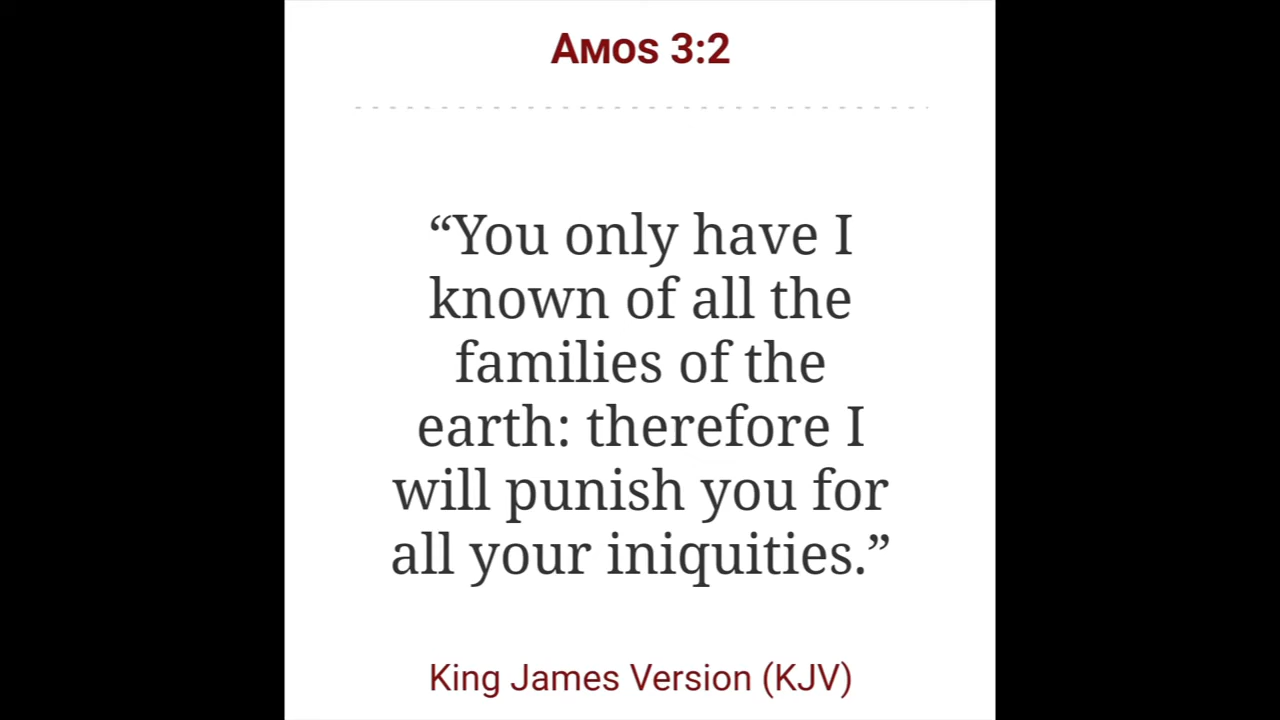 Amos 3:2
“You only have I
known of all the
families of the
earth: therefore I
will punish you for
all your iniquities.”
King James Version (KJV)